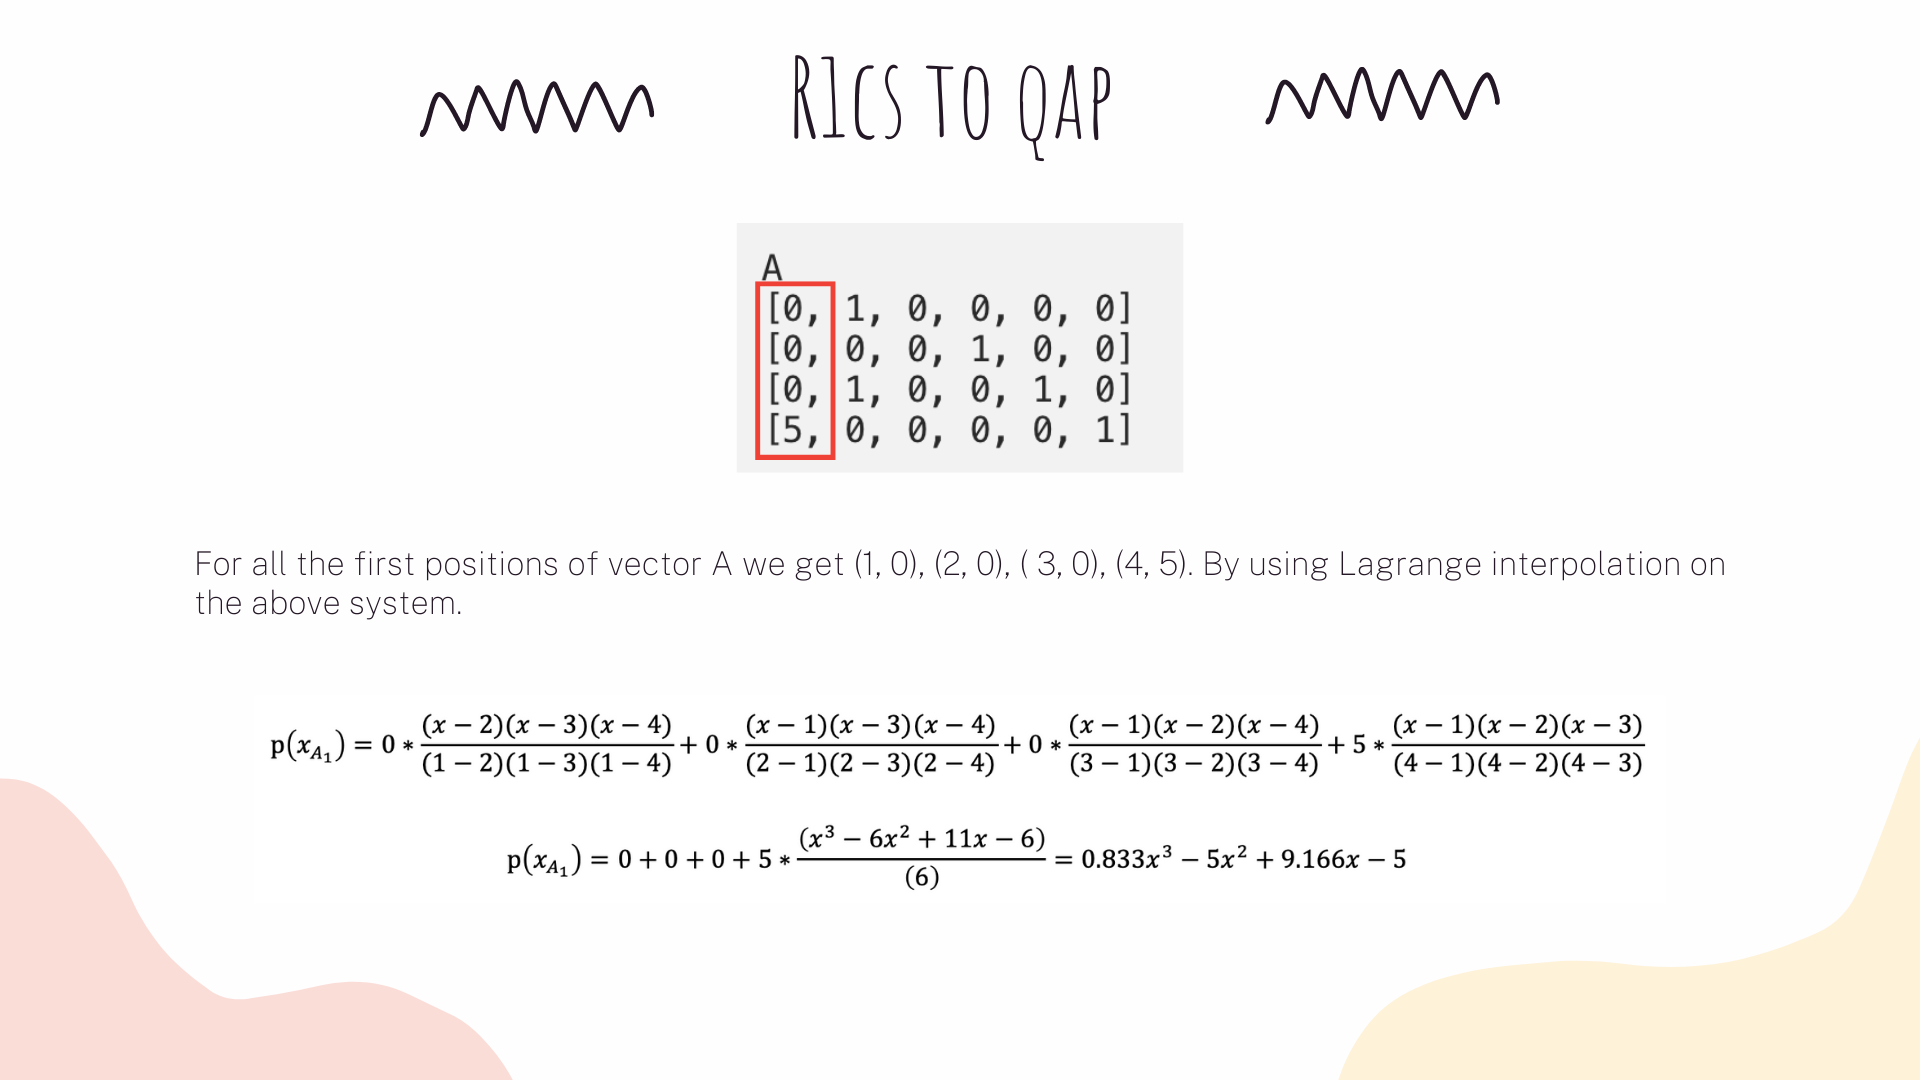 R1CS TO QAP
A
[0, 1, 0, 0, 0, 0]
[0, 0, 0, 1, 0, 0]
[0, 1, 0, 0, 1, 0]
[5, 0, 0, 0, 0, 1]
For all the first positions of vector A we get (1, 0), (2, 0), ( 3, 0), (4, 5). By using Lagrange interpolation on
the above system.
p(x_{A_1}) = 0 * \frac{(x − 2)(x − 3)(x − 4)}{(1 − 2)(1 − 3)(1 − 4)} + 0 * \frac{(x − 1)(x − 3)(x − 4)}{(2 − 1)(2 − 3)(2 − 4)} + 0 * \frac{(x − 1)(x − 2)(x − 4)}{(3 − 1)(3 − 2)(3 − 4)} + 5 * \frac{(x − 1)(x − 2)(x − 3)}{(4 − 1)(4 − 2)(4 − 3)}
p(x_{A_1}) = 0 + 0 + 0 + 5 * \frac{(x^3 − 6x^2 + 11x − 6)}{(6)} = 0.833x^3 − 5x^2 + 9.166x − 5